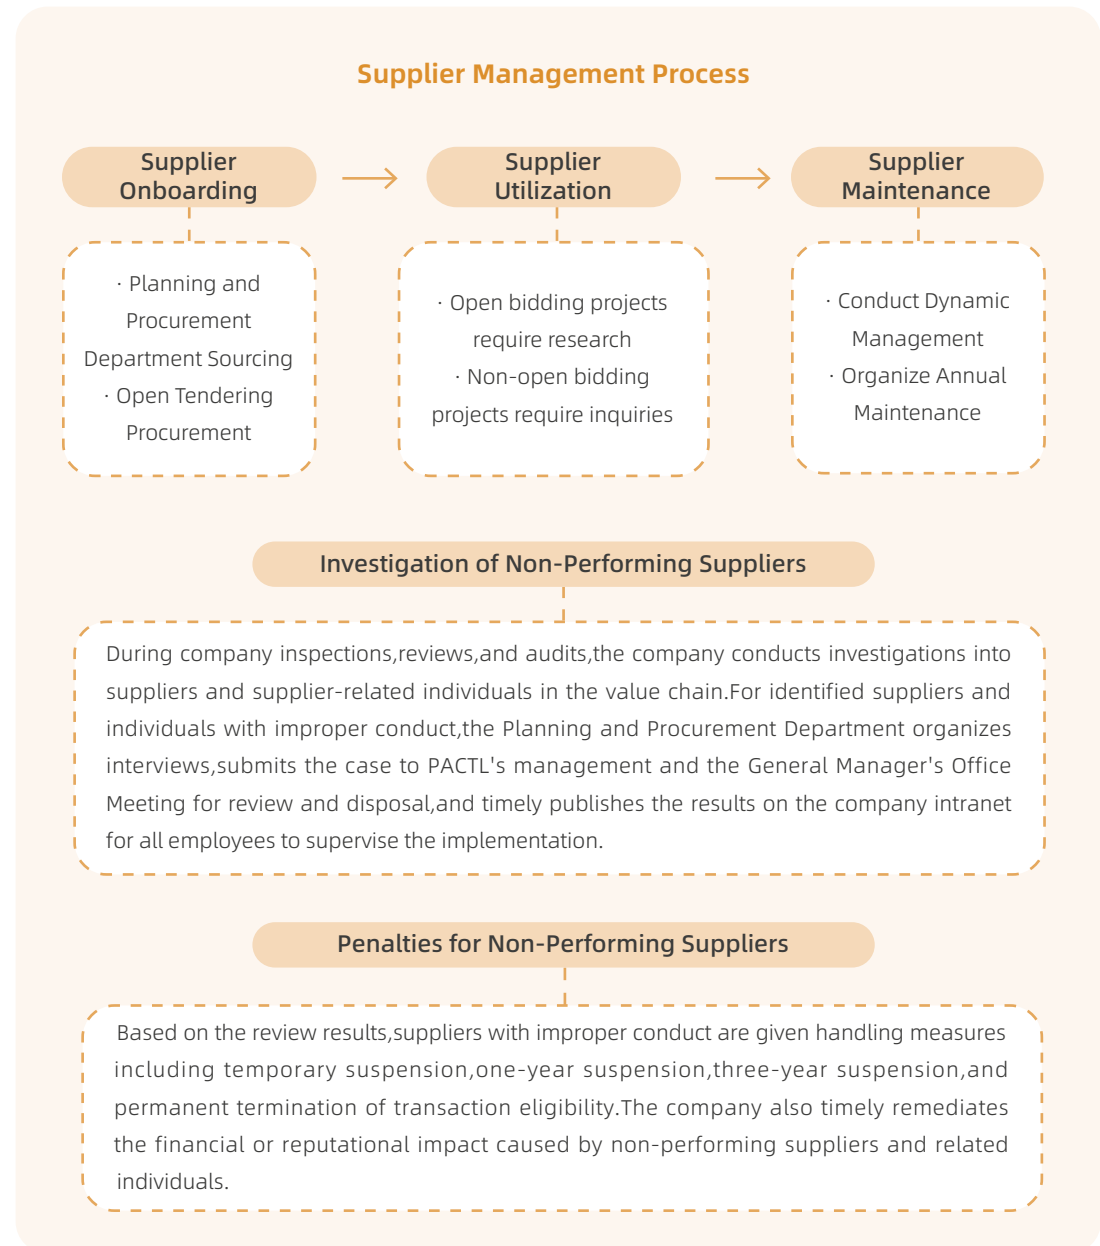 Supplier Management Process
Supplier
Onboarding
Supplier
Utilization
Supplier
Maintenance
· Planning and
Procurement
Department Sourcing
· Open Tendering
Procurement
· Open bidding projects
require research
· Non-open bidding
projects require inquiries
· Conduct Dynamic
Management
· Organize Annual
Maintenance
Investigation of Non-Performing Suppliers
During company inspections,reviews,and audits,the company conducts investigations into
suppliers and supplier-related individuals in the value chain.For identified suppliers and
individuals with improper conduct,the Planning and Procurement Department organizes
interviews,submits the case to PACTL's management and the General Manager's Office
Meeting for review and disposal,and timely publishes the results on the company intranet
for all employees to supervise the implementation.
Penalties for Non-Performing Suppliers
Based on the review results,suppliers with improper conduct are given handling measures
including temporary suspension,one-year suspension,three-year suspension,and
permanent termination of transaction eligibility.The company also timely remediates
the financial or reputational impact caused by non-performing suppliers and related
individuals.